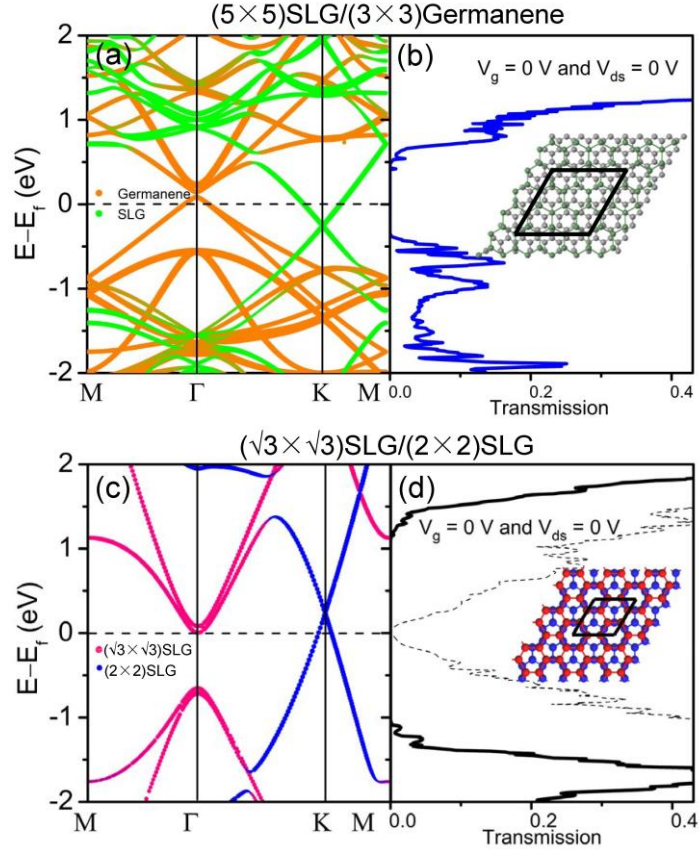 (5×5)SLG/(3×3)Germanene
(a)
(b)
V_g = 0 V and V_ds = 0 V
2
1
0
-1
-2
E−E_f (eV)
Germanene
SLG
M Γ K M
0.0 0.2 0.4
Transmission
(√3×√3)SLG/(2×2)SLG
(c)
(d)
V_g = 0 V and V_ds = 0 V
2
1
0
-1
-2
E−E_f (eV)
(√3×√3)SLG
(2×2)SLG
M Γ K M
0.0 0.2 0.4
Transmission